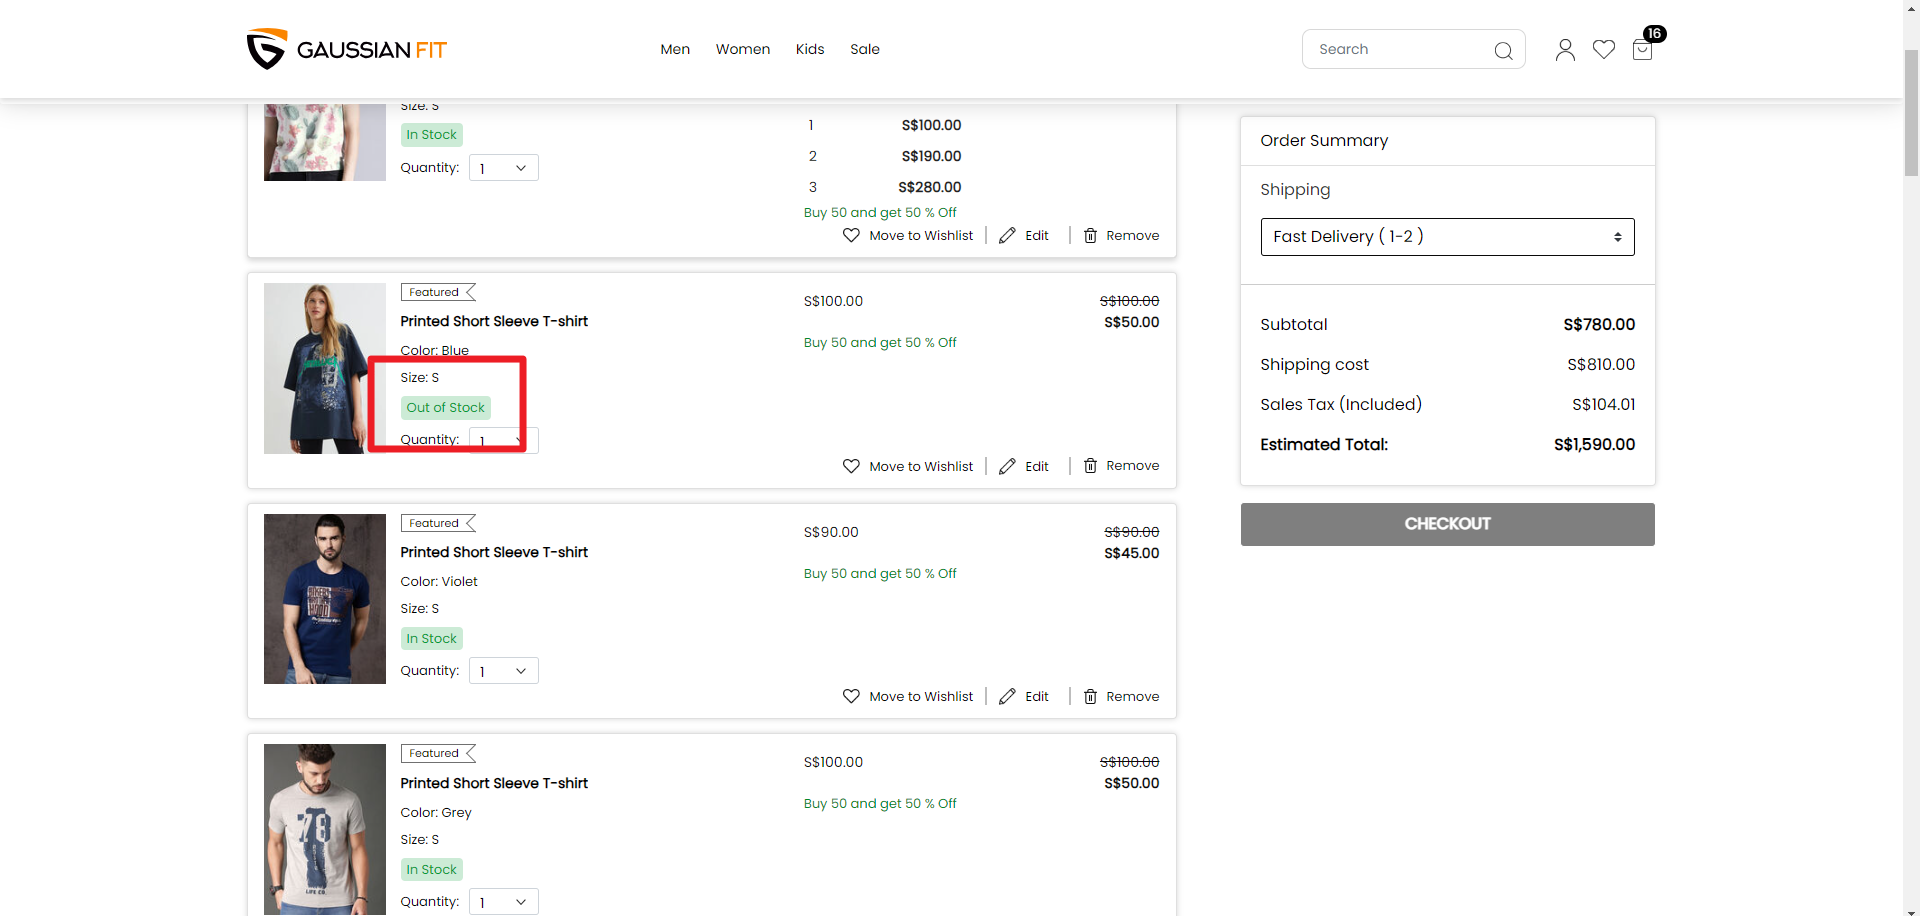 GAUSSIAN FIT
Men Women Kids Sale
Search
16
Size: S
In Stock
Quantity: 1
1 S$100.00
2 S$190.00
3 S$280.00
Buy 50 and get 50 % Off
Move to Wishlist Edit Remove
Featured
Printed Short Sleeve T-shirt
Color: Blue
Size: S
Out of Stock
Quantity: 1
S$100.00
Buy 50 and get 50 % Off
S$100.00
S$50.00
Move to Wishlist Edit Remove
Featured
Printed Short Sleeve T-shirt
Color: Violet
Size: S
In Stock
Quantity: 1
S$90.00
Buy 50 and get 50 % Off
S$90.00
S$45.00
Move to Wishlist Edit Remove
Featured
Printed Short Sleeve T-shirt
Color: Grey
Size: S
In Stock
Quantity: 1
S$100.00
Buy 50 and get 50 % Off
S$100.00
S$50.00
78
LIFE CO.
Order Summary
Shipping
Fast Delivery ( 1-2 )
Subtotal S$780.00
Shipping cost S$810.00
Sales Tax (Included) S$104.01
Estimated Total: S$1,590.00
CHECKOUT